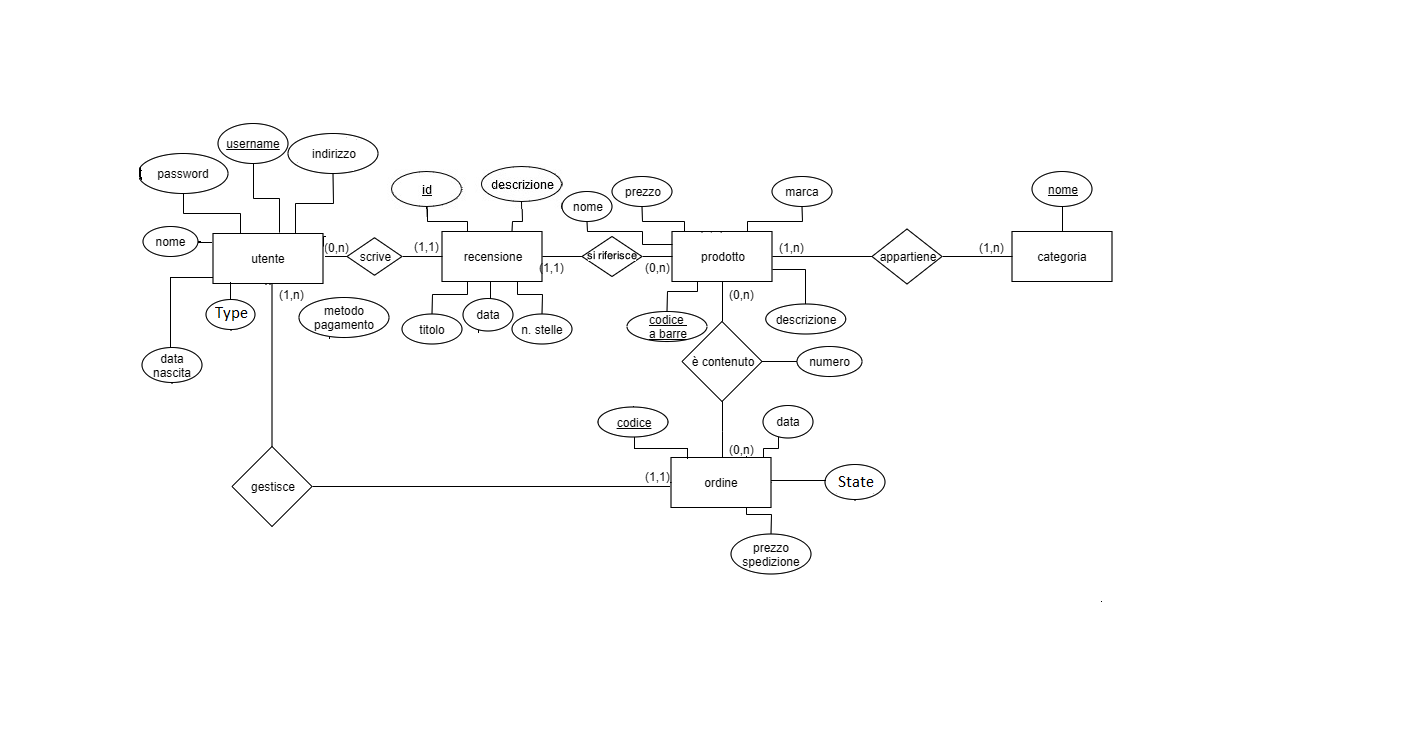 username
indirizzo
password
id
descrizione
nome
prezzo
marca
nome
nome
utente
(0,n)
scrive
(1,1)
recensione
(1,1)
si riferisce
(0,n)
prodotto
(1,n)
appartiene
(1,n)
categoria
(1,n)
Type
metodo
pagamento
titolo
data
n. stelle
codice
a barre
(0,n)
descrizione
data
nascita
è contenuto
numero
codice
data
(0,n)
gestisce
(1,1)
ordine
State
prezzo
spedizione